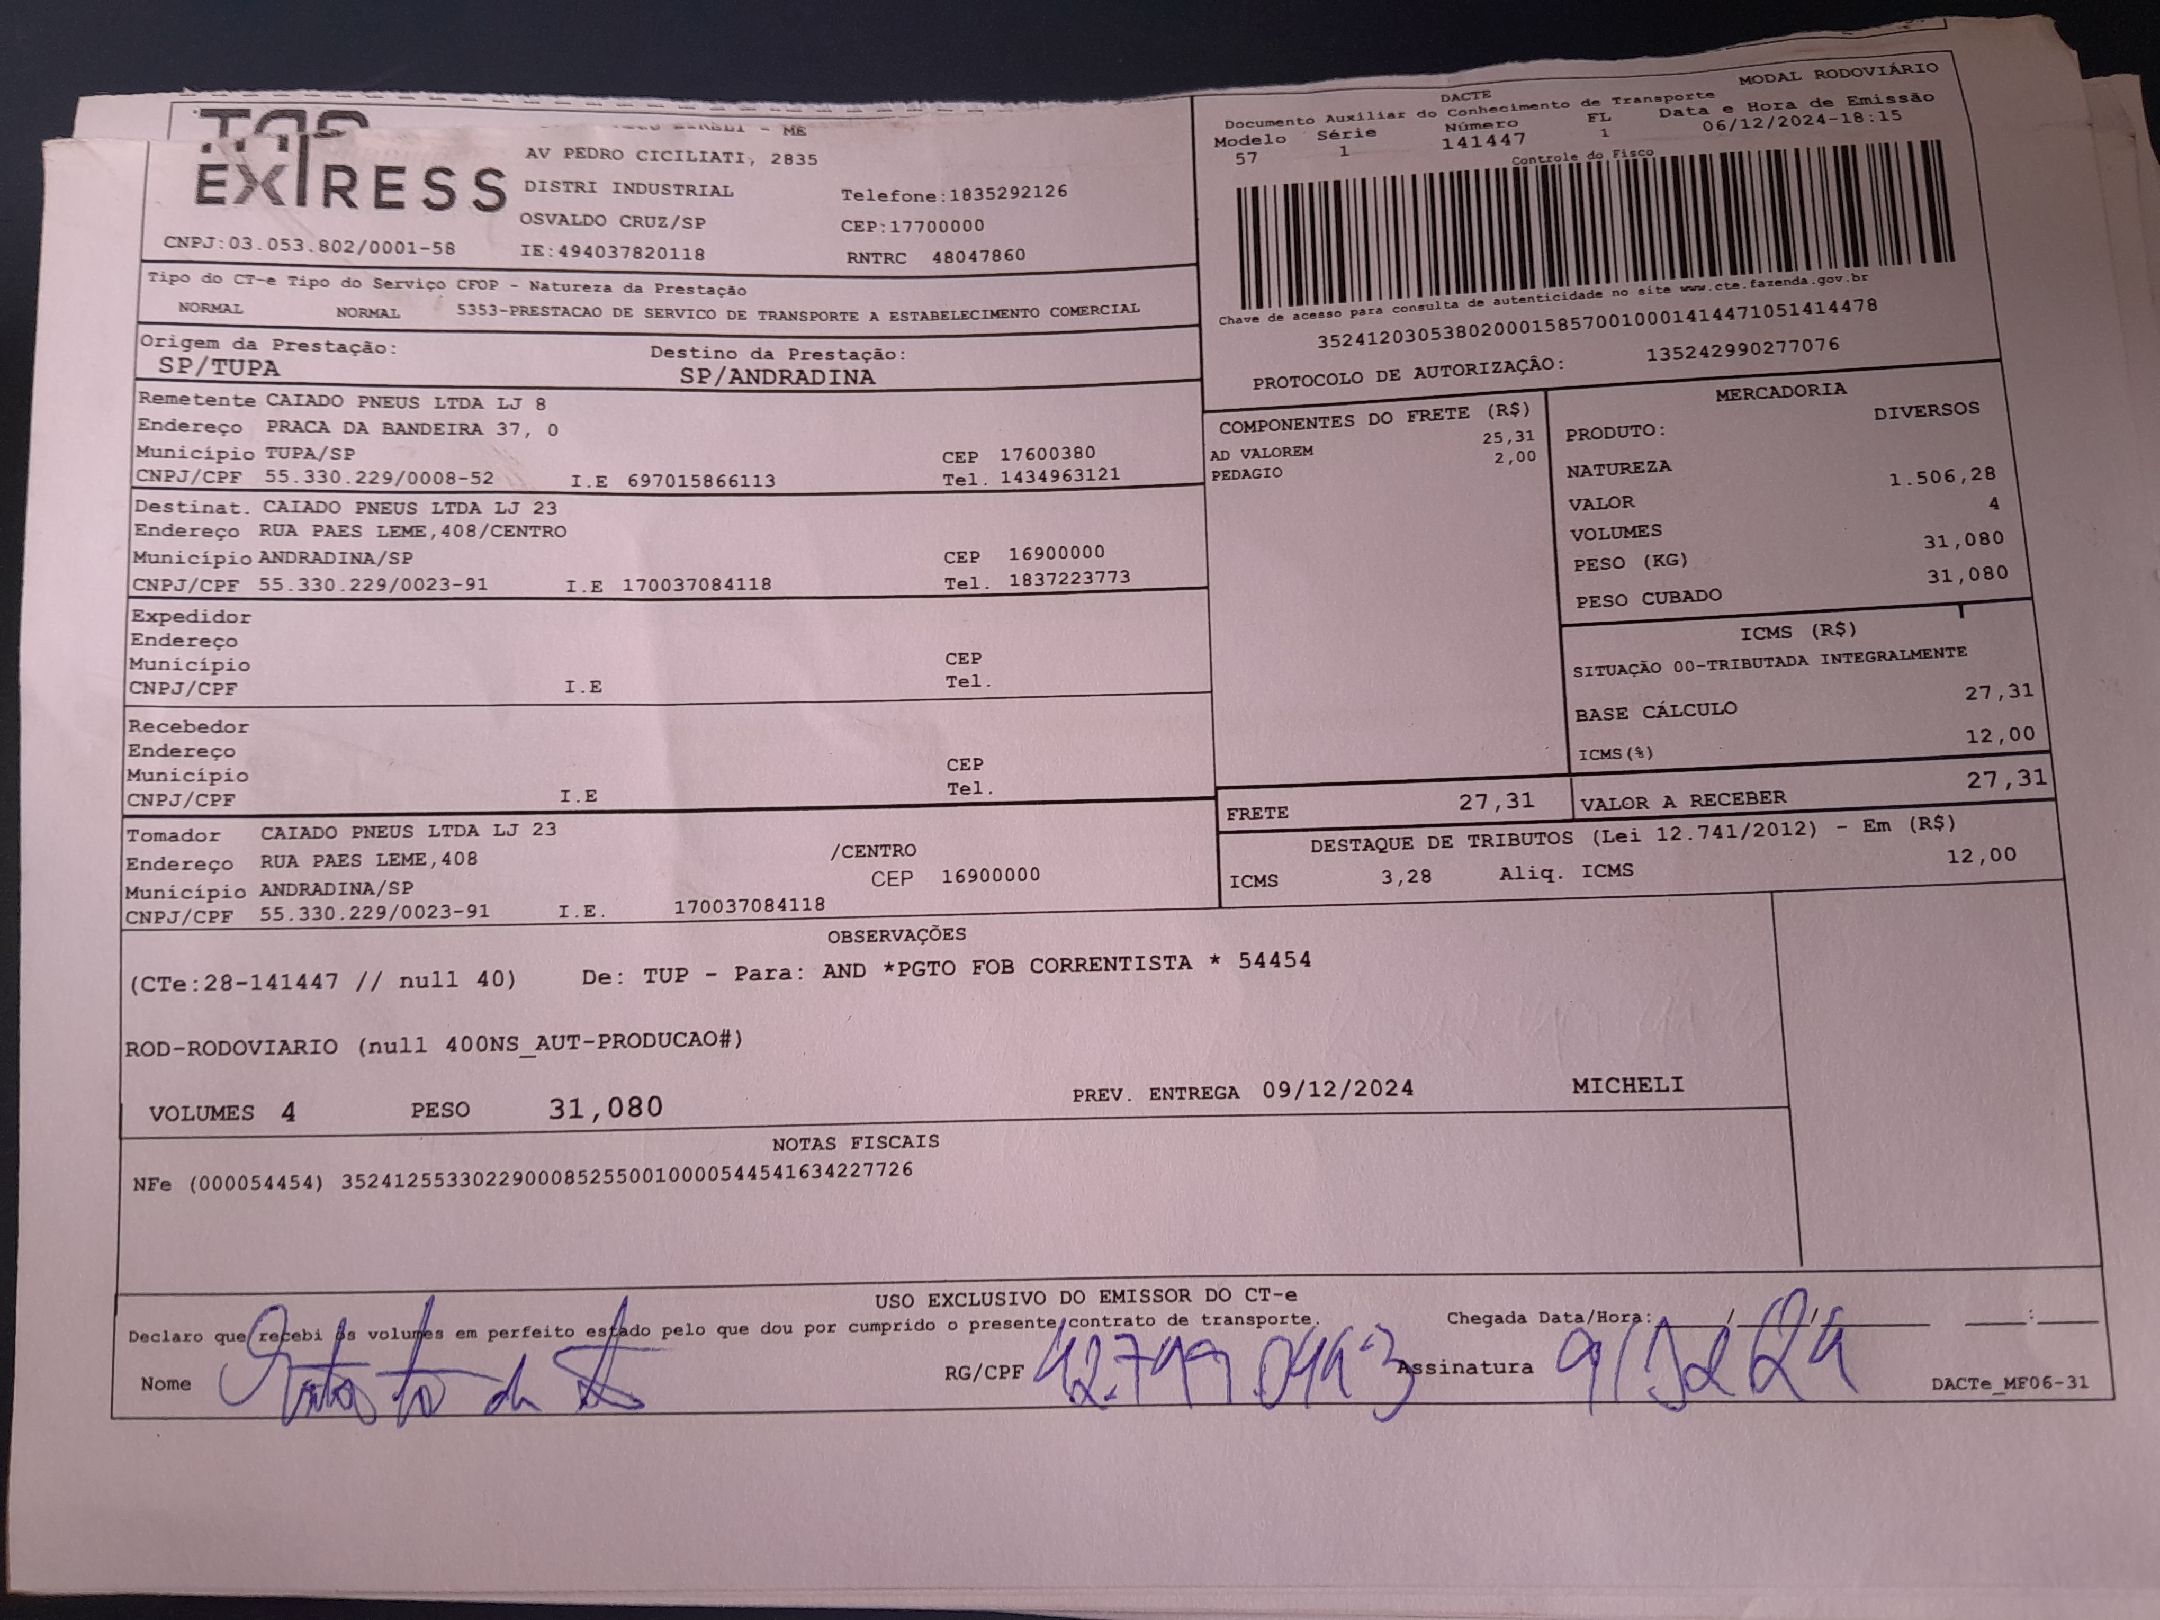 EXPRESS
- ME
AV PEDRO CICILIATI, 2835
DISTRI INDUSTRIAL Telefone:1835292126
OSVALDO CRUZ/SP CEP:17700000
CNPJ:03.053.802/0001-58 IE:494037820118 RNTRC 48047860
DACTE MODAL RODOVIÁRIO
Documento Auxiliar do Conhecimento de Transporte
Modelo Série Número FL Data e Hora de Emissão
57 1 141447 1 06/12/2024-18:15
Controle do Fisco
Chave de acesso para consulta de autenticidade no site www.cte.fazenda.gov.br
35241203053802000158570010001414471051414478
PROTOCOLO DE AUTORIZAÇÂO: 135242990277076
Tipo do CT-e Tipo do Serviço CFOP - Natureza da Prestação
NORMAL NORMAL 5353-PRESTACAO DE SERVICO DE TRANSPORTE A ESTABELECIMENTO COMERCIAL
Origem da Prestação: Destino da Prestação:
SP/TUPA SP/ANDRADINA
Remetente CAIADO PNEUS LTDA LJ 8
Endereço PRACA DA BANDEIRA 37, 0
Município TUPA/SP CEP 17600380
CNPJ/CPF 55.330.229/0008-52 I.E 697015866113 Tel. 1434963121
Destinat. CAIADO PNEUS LTDA LJ 23
Endereço RUA PAES LEME,408/CENTRO
Município ANDRADINA/SP CEP 16900000
CNPJ/CPF 55.330.229/0023-91 I.E 170037084118 Tel. 1837223773
Expedidor
Endereço
Município CEP
CNPJ/CPF I.E Tel.
Recebedor
Endereço
Município CEP
CNPJ/CPF I.E Tel.
Tomador CAIADO PNEUS LTDA LJ 23
Endereço RUA PAES LEME,408 /CENTRO
Município ANDRADINA/SP CEP 16900000
CNPJ/CPF 55.330.229/0023-91 I.E. 170037084118
COMPONENTES DO FRETE (R$)
AD VALOREM 25,31
PEDAGIO 2,00
MERCADORIA
PRODUTO: DIVERSOS
NATUREZA
VALOR 1.506,28
VOLUMES 4
PESO (KG) 31,080
PESO CUBADO 31,080
ICMS (R$)
SITUAÇÃO 00-TRIBUTADA INTEGRALMENTE
BASE CÁLCULO 27,31
ICMS(%) 12,00
FRETE 27,31 VALOR A RECEBER 27,31
DESTAQUE DE TRIBUTOS (Lei 12.741/2012) - Em (R$)
ICMS 3,28 Aliq. ICMS 12,00
OBSERVAÇÕES
(CTe:28-141447 // null 40) De: TUP - Para: AND *PGTO FOB CORRENTISTA * 54454
ROD-RODOVIARIO (null 400NS_AUT-PRODUCAO#)
VOLUMES 4 PESO 31,080 PREV. ENTREGA 09/12/2024 MICHELI
NOTAS FISCAIS
NFe (000054454) 35241255330229000852550010000544541634227726
USO EXCLUSIVO DO EMISSOR DO CT-e
Declaro que recebi os volumes em perfeito estado pelo que dou por cumprido o presente contrato de transporte. Chegada Data/Hora: / / :
Nome RG/CPF Assinatura 9/12/24
DACTe_MF06-31